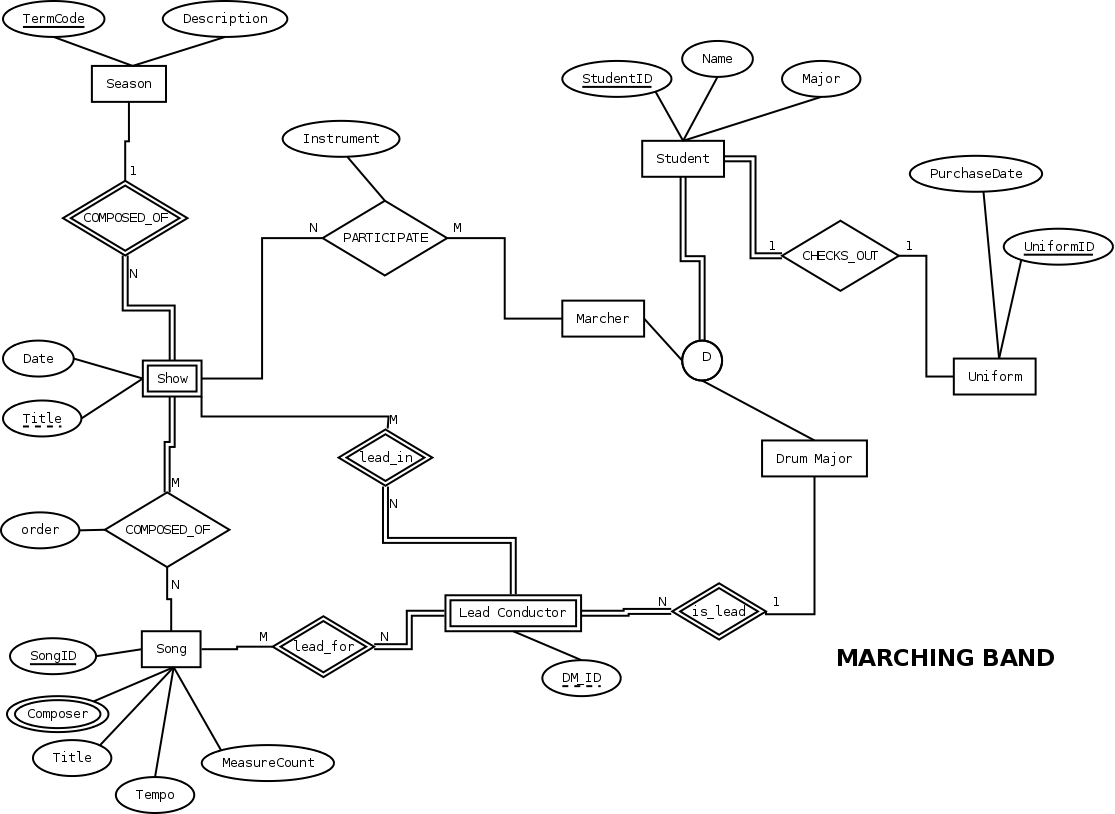 TermCode
Description
Season
1
COMPOSED_OF
N
Instrument
N
PARTICIPATE
M
StudentID
Name
Major
Student
1
CHECKS_OUT
1
PurchaseDate
UniformID
Uniform
Marcher
D
Drum Major
Date
Show
Title
M
lead_in
N
M
order
COMPOSED_OF
N
Song
M
lead_for
N
Lead Conductor
N
is_lead
1
DM_ID
SongID
Composer
Title
Tempo
MeasureCount
MARCHING BAND